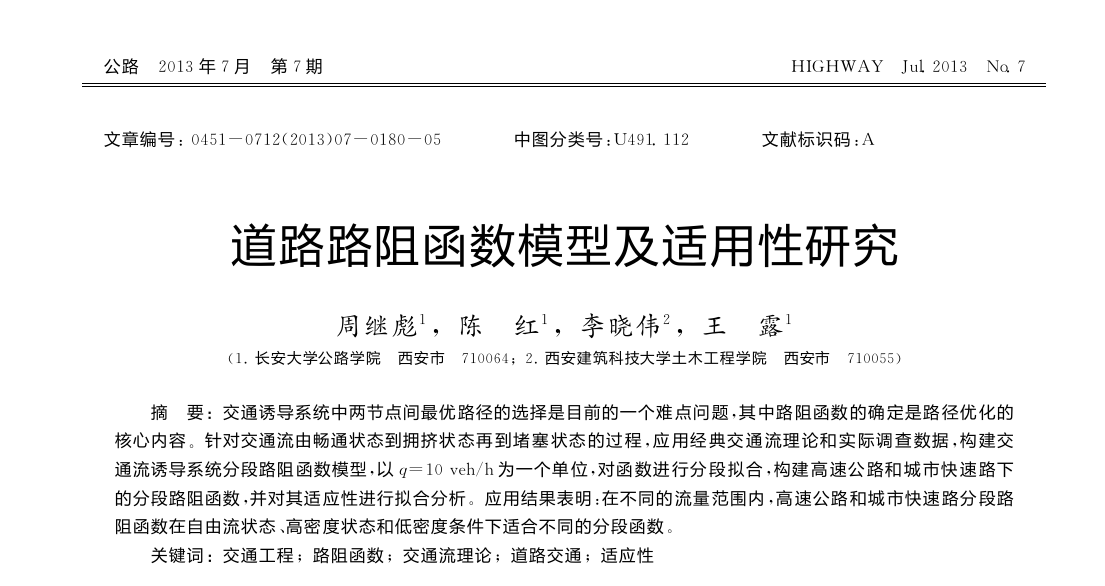 公路 2013 年 7 月 第 7 期 HIGHWAY Jul. 2013 No. 7
文章编号: 0451-0712(2013)07-0180-05 中图分类号:U491.112 文献标识码:A
道路路阻函数模型及适用性研究
周继彪1, 陈 红1, 李晓伟2, 王 露1
(1. 长安大学公路学院 西安市 710064; 2. 西安建筑科技大学土木工程学院 西安市 710055)
摘 要: 交通诱导系统中两节点间最优路径的选择是目前的一个难点问题,其中路阻函数的确定是路径优化的
核心内容。针对交通流由畅通状态到拥挤状态再到堵塞状态的过程,应用经典交通流理论和实际调查数据,构建交
通流诱导系统分段路阻函数模型,以 q=10 veh/h 为一个单位,对函数进行分段拟合,构建高速公路和城市快速路下
的分段路阻函数,并对其适应性进行拟合分析。应用结果表明:在不同的流量范围内,高速公路和城市快速路分段路
阻函数在自由流状态、高密度状态和低密度条件下适合不同的分段函数。
关键词: 交通工程; 路阻函数; 交通流理论; 道路交通; 适应性